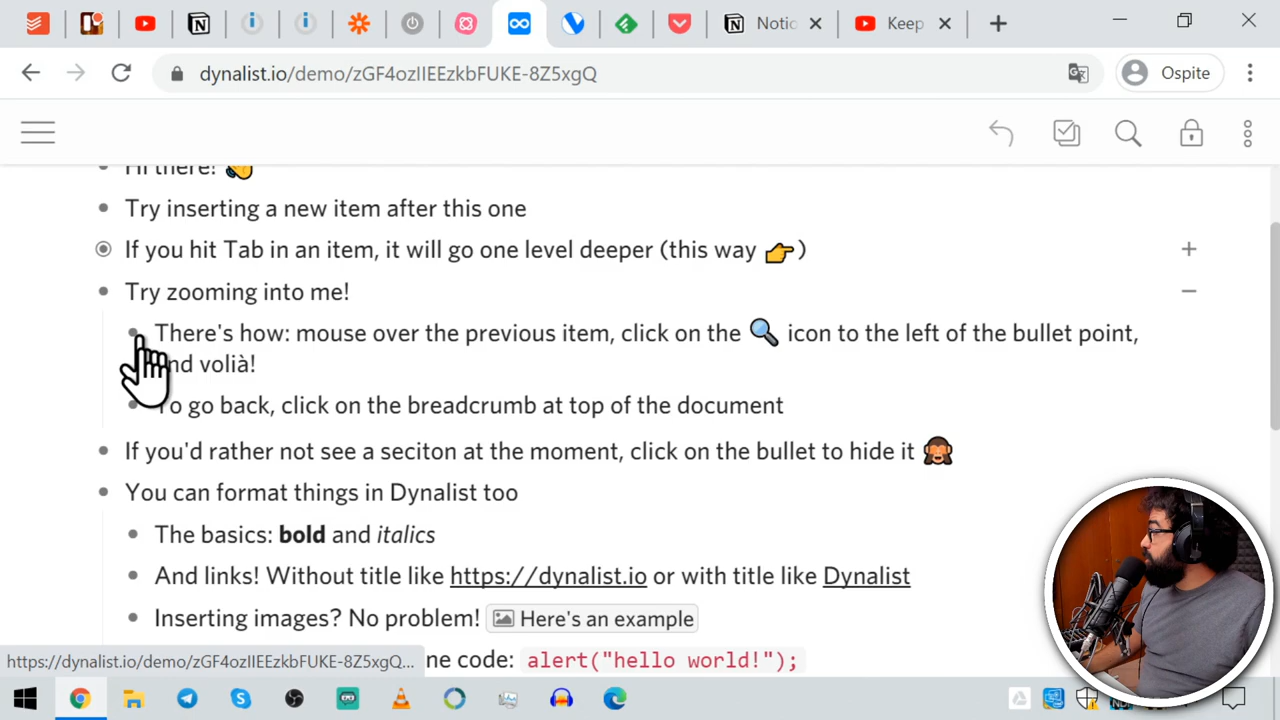 Notio
Keep
dynalist.io/demo/zGF4ozIIEEzkbFUKE-8Z5xgQ
Ospite
Hi there! 👋
Try inserting a new item after this one
If you hit Tab in an item, it will go one level deeper (this way 👉)
Try zooming into me!
There's how: mouse over the previous item, click on the 🔍 icon to the left of the bullet point,
nd volià!
To go back, click on the breadcrumb at top of the document
If you'd rather not see a seciton at the moment, click on the bullet to hide it 🙈
You can format things in Dynalist too
The basics: bold and italics
And links! Without title like https://dynalist.io or with title like Dynalist
Inserting images? No problem! Here's an example
ne code: alert("hello world!");
https://dynalist.io/demo/zGF4ozIIEEzkbFUKE-8Z5xgQ...